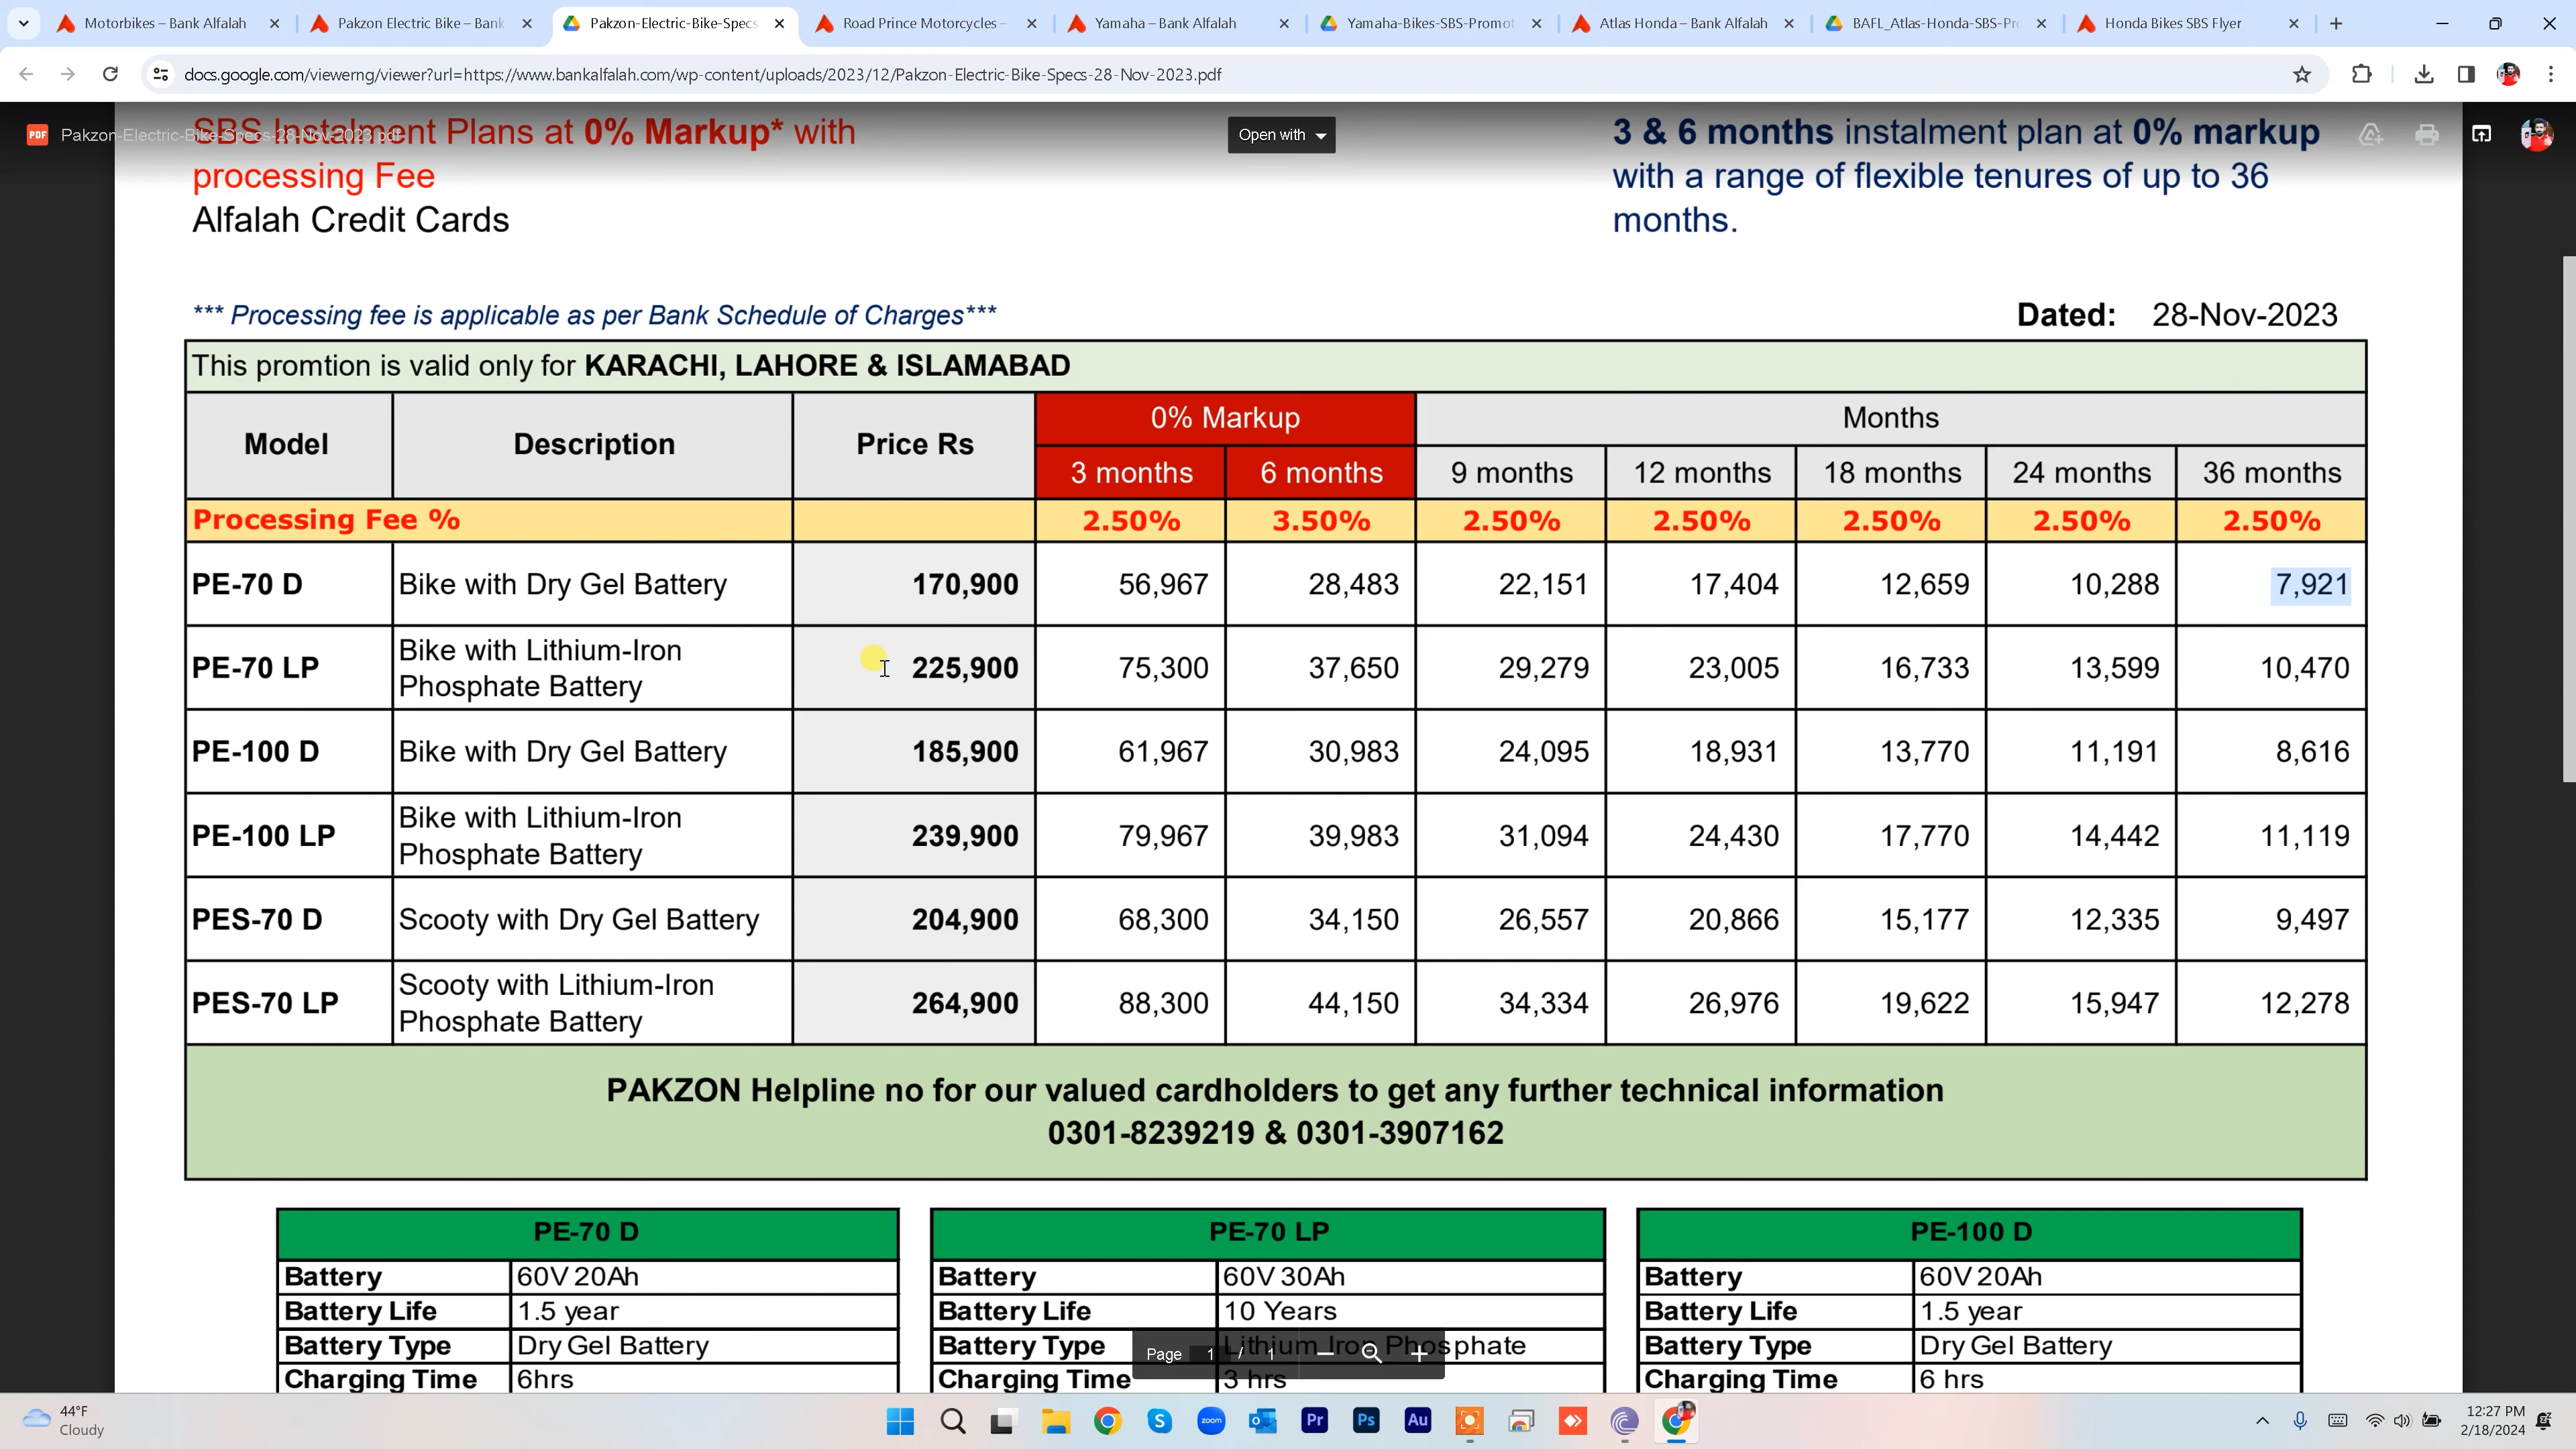 Motorbikes – Bank Alfalah
Pakzon Electric Bike – Bank
Pakzon-Electric-Bike-Specs
Road Prince Motorcycles –
Yamaha – Bank Alfalah
Yamaha-Bikes-SBS-Promot
Atlas Honda – Bank Alfalah
BAFL_Atlas-Honda-SBS-Pr
Honda Bikes SBS Flyer
docs.google.com/viewerng/viewer?url=https://www.bankalfalah.com/wp-content/uploads/2023/12/Pakzon-Electric-Bike-Specs-28-Nov-2023.pdf
PDF Pakzon-Electric-Bike-Specs-28-Nov-2023.pdf
Open with
SBS Instalment Plans at 0% Markup* with
processing Fee
Alfalah Credit Cards
3 & 6 months instalment plan at 0% markup
with a range of flexible tenures of up to 36
months.
*** Processing fee is applicable as per Bank Schedule of Charges***
Dated: 28-Nov-2023
This promtion is valid only for KARACHI, LAHORE & ISLAMABAD
Model Description Price Rs 0% Markup Months
3 months 6 months 9 months 12 months 18 months 24 months 36 months
Processing Fee % 2.50% 3.50% 2.50% 2.50% 2.50% 2.50% 2.50%
PE-70 D Bike with Dry Gel Battery 170,900 56,967 28,483 22,151 17,404 12,659 10,288 7,921
PE-70 LP Bike with Lithium-Iron
Phosphate Battery 225,900 75,300 37,650 29,279 23,005 16,733 13,599 10,470
PE-100 D Bike with Dry Gel Battery 185,900 61,967 30,983 24,095 18,931 13,770 11,191 8,616
PE-100 LP Bike with Lithium-Iron
Phosphate Battery 239,900 79,967 39,983 31,094 24,430 17,770 14,442 11,119
PES-70 D Scooty with Dry Gel Battery 204,900 68,300 34,150 26,557 20,866 15,177 12,335 9,497
PES-70 LP Scooty with Lithium-Iron
Phosphate Battery 264,900 88,300 44,150 34,334 26,976 19,622 15,947 12,278
PAKZON Helpline no for our valued cardholders to get any further technical information
0301-8239219 & 0301-3907162
PE-70 D
Battery 60V 20Ah
Battery Life 1.5 year
Battery Type Dry Gel Battery
Charging Time 6hrs
PE-70 LP
Battery 60V 30Ah
Battery Life 10 Years
Battery Type Lithium Iron Phosphate
Charging Time 3 hrs
PE-100 D
Battery 60V 20Ah
Battery Life 1.5 year
Battery Type Dry Gel Battery
Charging Time 6 hrs
Page 1 / 1
44°F
Cloudy
zoom
Pr
Ps
Au
12:27 PM
2/18/2024